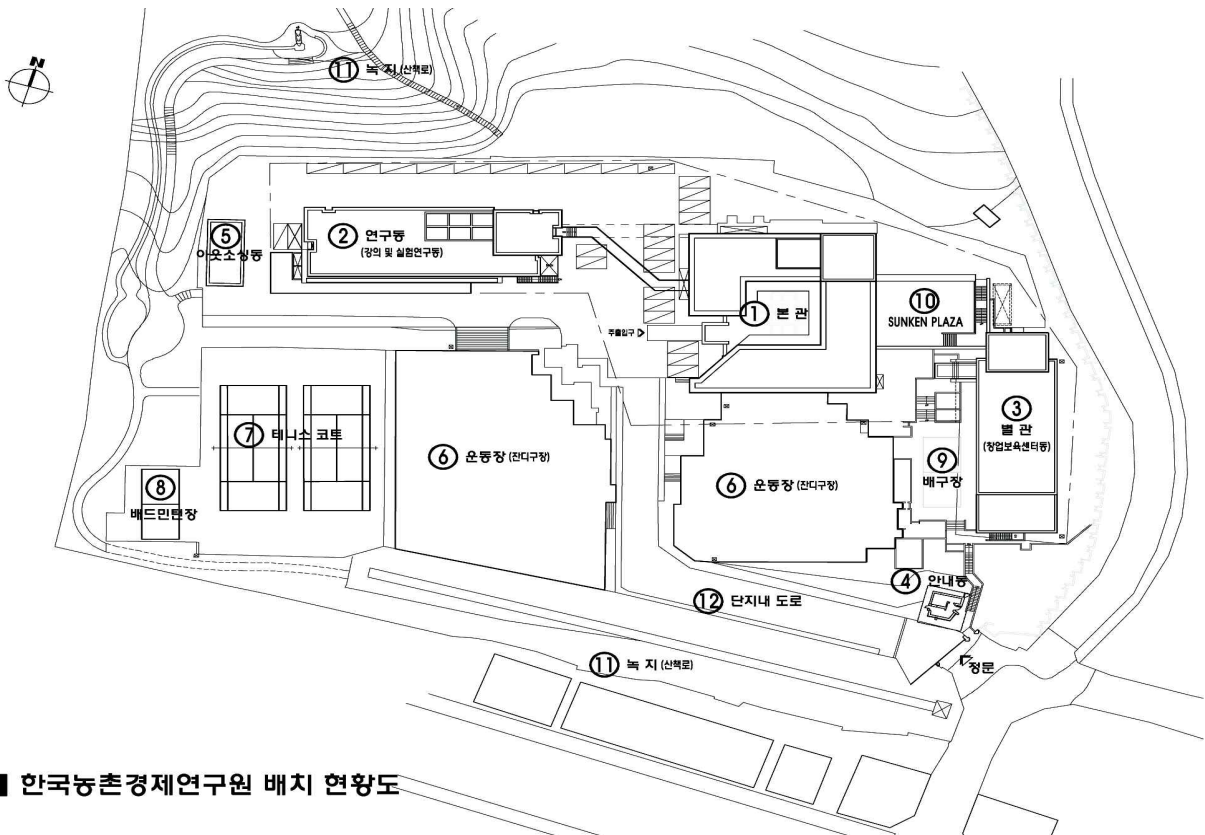 N
⑪ 녹 지 (산책로)
⑤
아웃소싱동
② 연구동
(강의 및 실험연구동)
주출입구
① 본 관
⑩
SUNKEN PLAZA
③
별 관
(창업보육센터동)
⑦ 테니스 코트
⑥ 운동장 (잔디구장)
⑥ 운동장 (잔디구장)
⑨
배구장
⑧
배드민턴장
④ 안내동
⑫ 단지내 도로
⑪ 녹 지 (산책로)
정문
한국농촌경제연구원 배치 현황도